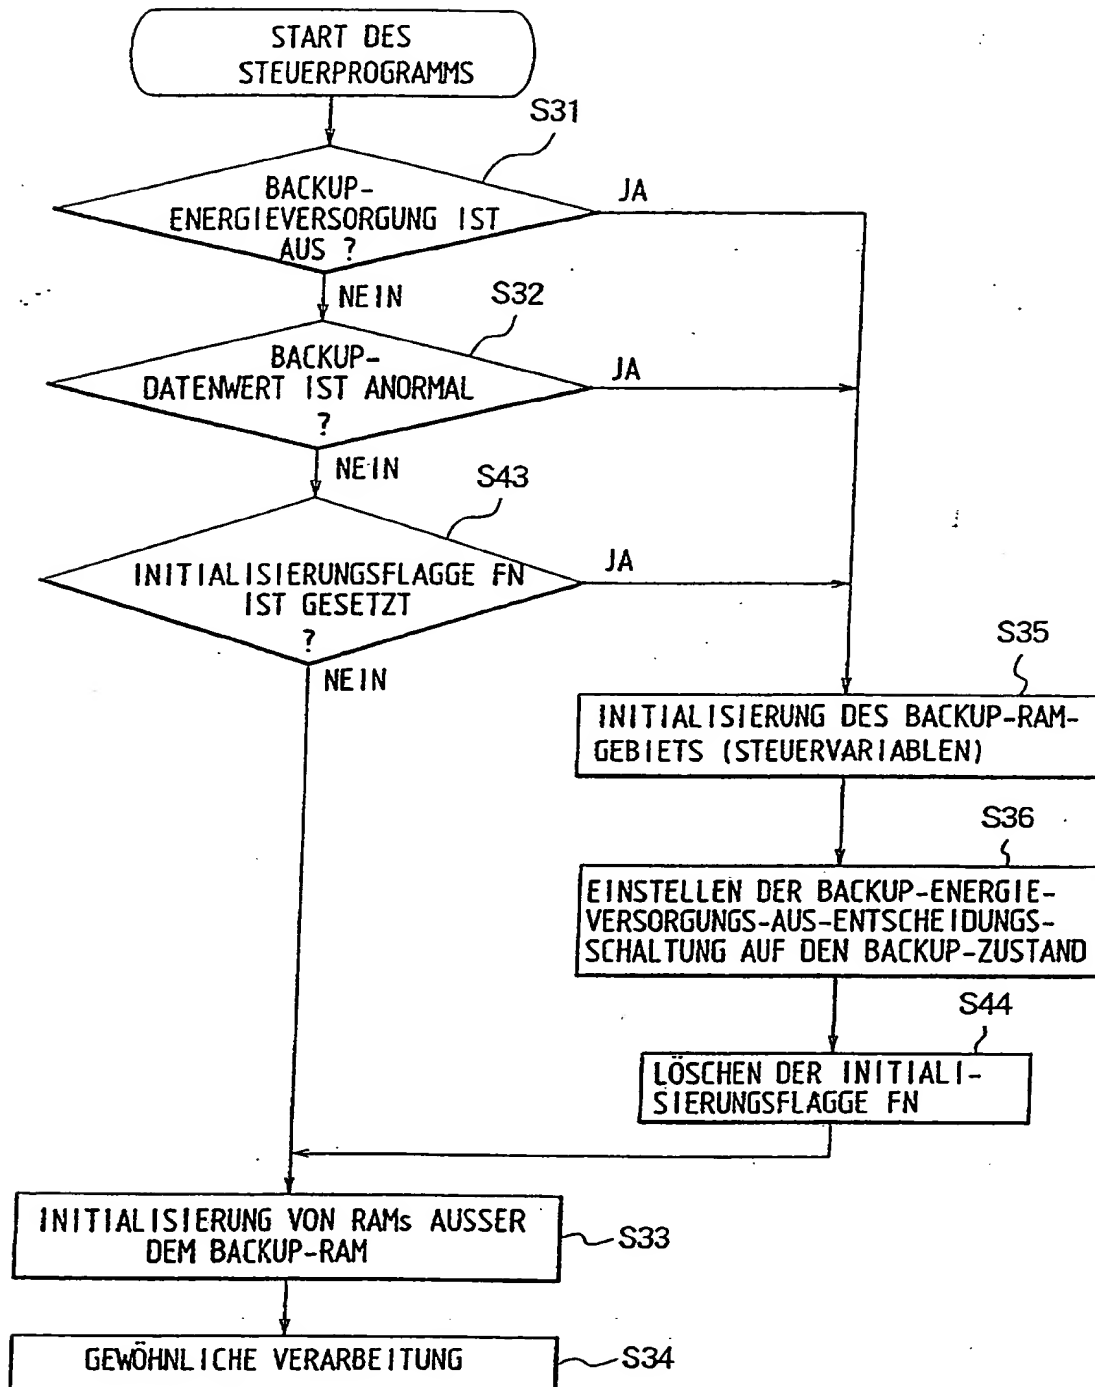 START DES
STEUERPROGRAMMS
S31
BACKUP-
ENERGIEVERSORGUNG IST
AUS ?
JA
NEIN
S32
BACKUP-
DATENWERT IST ANORMAL
?
JA
NEIN
S43
INITIALISIERUNGSFLAGGE FN
IST GESETZT
?
JA
NEIN
S35
INITIALISIERUNG DES BACKUP-RAM-
GEBIETS (STEUERVARIABLEN)
S36
EINSTELLEN DER BACKUP-ENERGIE-
VERSORGUNGS-AUS-ENTSCHEIDUNGS-
SCHALTUNG AUF DEN BACKUP-ZUSTAND
S44
LÖSCHEN DER INITIALI-
SIERUNGSFLAGGE FN
INITIALISIERUNG VON RAMs AUSSER
DEM BACKUP-RAM
S33
GEWÖHNLICHE VERARBEITUNG
S34